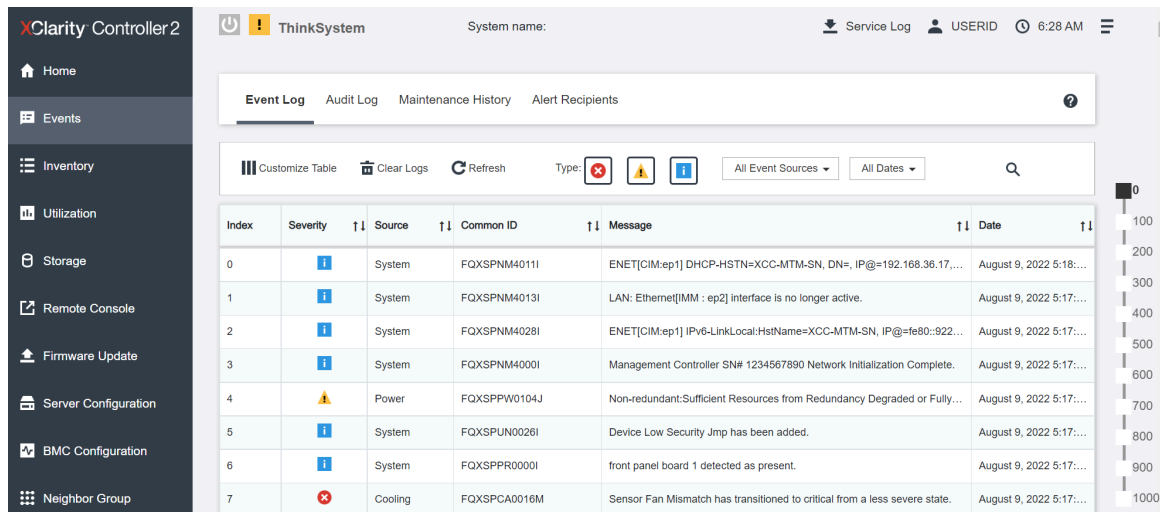 XClarity Controller 2
ThinkSystem
System name:
Service Log
USERID
6:28 AM
Home
Events
Inventory
Utilization
Storage
Remote Console
Firmware Update
Server Configuration
BMC Configuration
Neighbor Group
Event Log Audit Log Maintenance History Alert Recipients
Customize Table Clear Logs Refresh Type: All Event Sources All Dates
Index Severity Source Common ID Message Date
0 System FQXSPNM4011I ENET[CIM:ep1] DHCP-HSTN=XCC-MTM-SN, DN=, IP@=192.168.36.17,... August 9, 2022 5:18:...
1 System FQXSPNM4013I LAN: Ethernet[IMM : ep2] interface is no longer active. August 9, 2022 5:17:...
2 System FQXSPNM4028I ENET[CIM:ep1] IPv6-LinkLocal:HstName=XCC-MTM-SN, IP@=fe80::922... August 9, 2022 5:17:...
3 System FQXSPNM4000I Management Controller SN# 1234567890 Network Initialization Complete. August 9, 2022 5:17:...
4 Power FQXSPPW0104J Non-redundant:Sufficient Resources from Redundancy Degraded or Fully... August 9, 2022 5:17:...
5 System FQXSPUN0026I Device Low Security Jmp has been added. August 9, 2022 5:17:...
6 System FQXSPPR0000I front panel board 1 detected as present. August 9, 2022 5:17:...
7 Cooling FQXSPCA0016M Sensor Fan Mismatch has transitioned to critical from a less severe state. August 9, 2022 5:17:...
0
100
200
300
400
500
600
700
800
900
1000